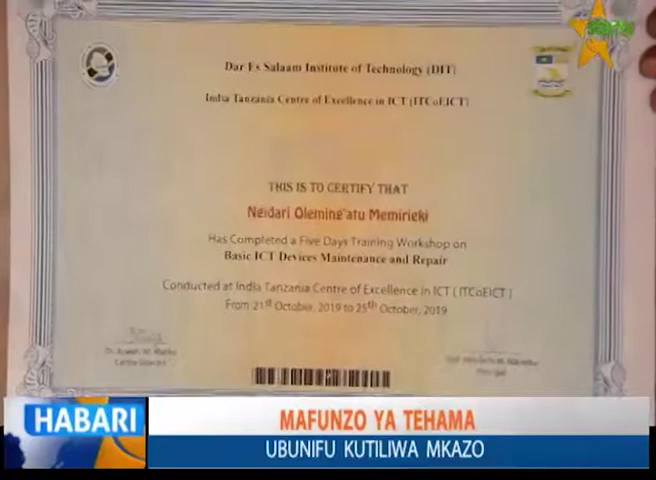 Dar Es Salaam Institute of Technology (DIT)
India Tanzania Centre of Excellence in ICT (ITCoEICT)
THIS IS TO CERTIFY THAT
Neidari Oleming'atu Memirieki
Has Completed a Five Days Training Workshop on
Basic ICT Devices Maintenance and Repair
Conducted at India Tanzania Centre of Excellence in ICT ( ITCoEICT )
From 21st October, 2019 to 25th October, 2019
Centre Director
Principal
HABARI
MAFUNZO YA TEHAMA
UBUNIFU KUTILIWA MKAZO